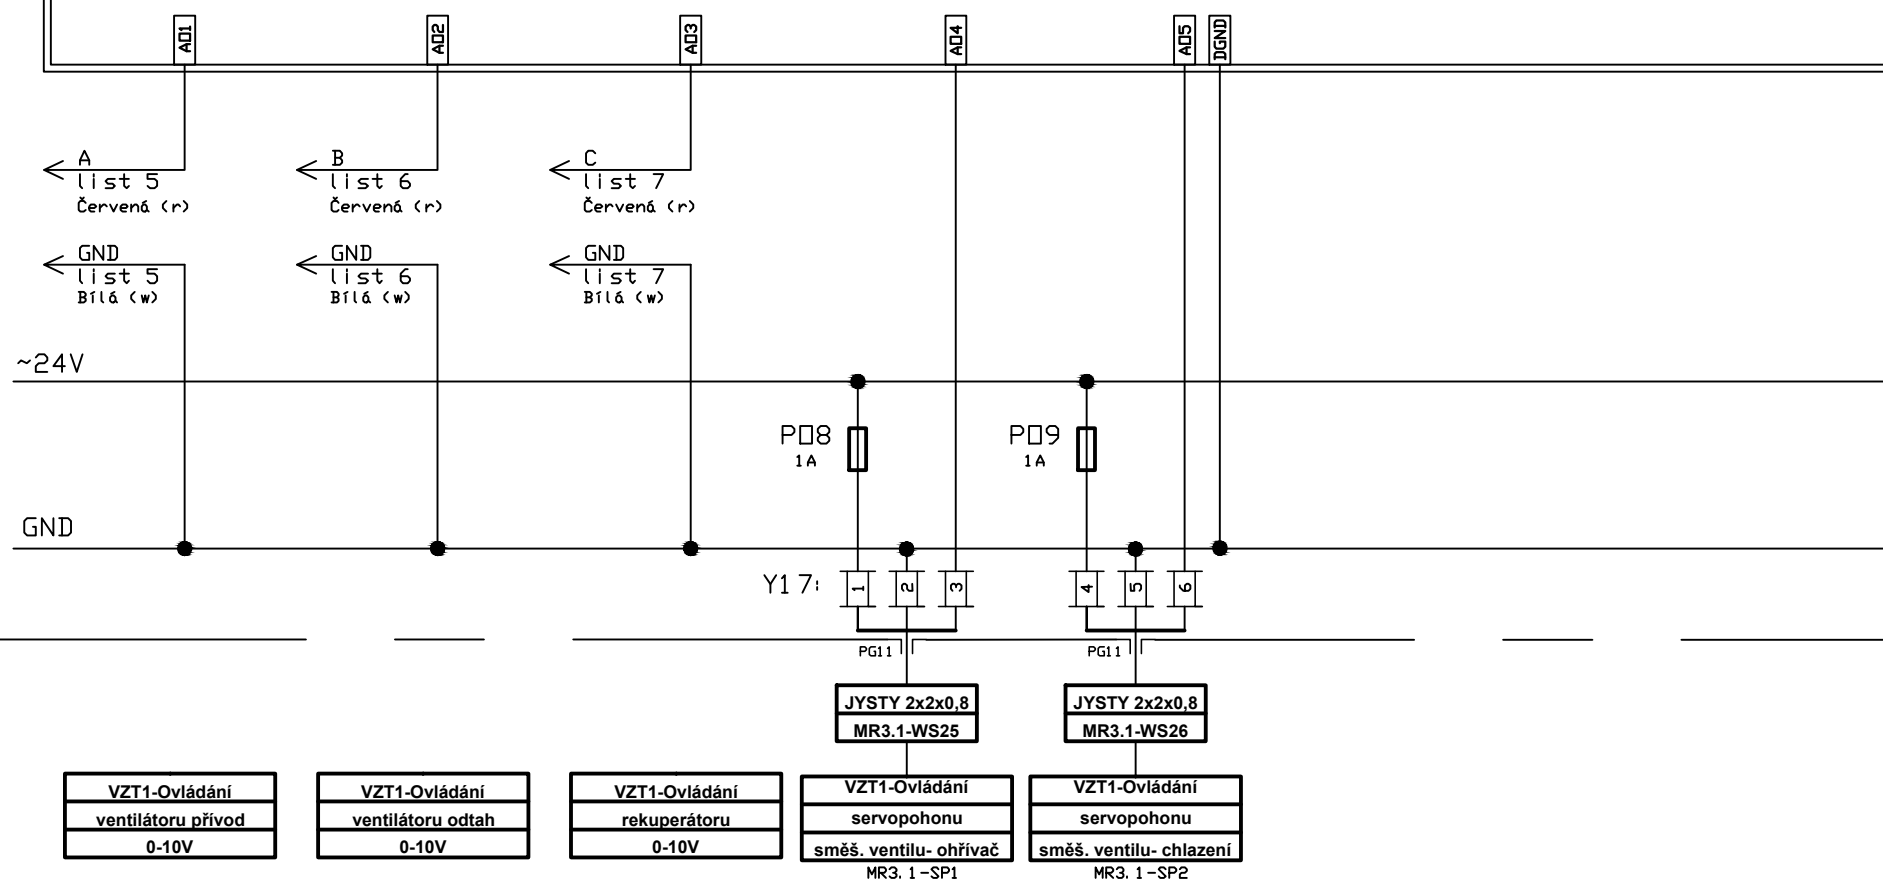 AO1
AO2
AO3
AO4
AO5
DGND
A
list 5
Červená (r)
B
list 6
Červená (r)
C
list 7
Červená (r)
GND
list 5
Bílá (w)
GND
list 6
Bílá (w)
GND
list 7
Bílá (w)
~24V
PO8
1A
PO9
1A
GND
Y17:
1
2
3
4
5
6
PG11
PG11
JYSTY 2x2x0,8
MR3.1-WS25
JYSTY 2x2x0,8
MR3.1-WS26
VZT1-Ovládání
ventilátoru přívod
0-10V
VZT1-Ovládání
ventilátoru odtah
0-10V
VZT1-Ovládání
rekuperátoru
0-10V
VZT1-Ovládání
servopohonu
směš. ventilu- ohřívač
MR3.1-SP1
VZT1-Ovládání
servopohonu
směš. ventilu- chlazení
MR3.1-SP2